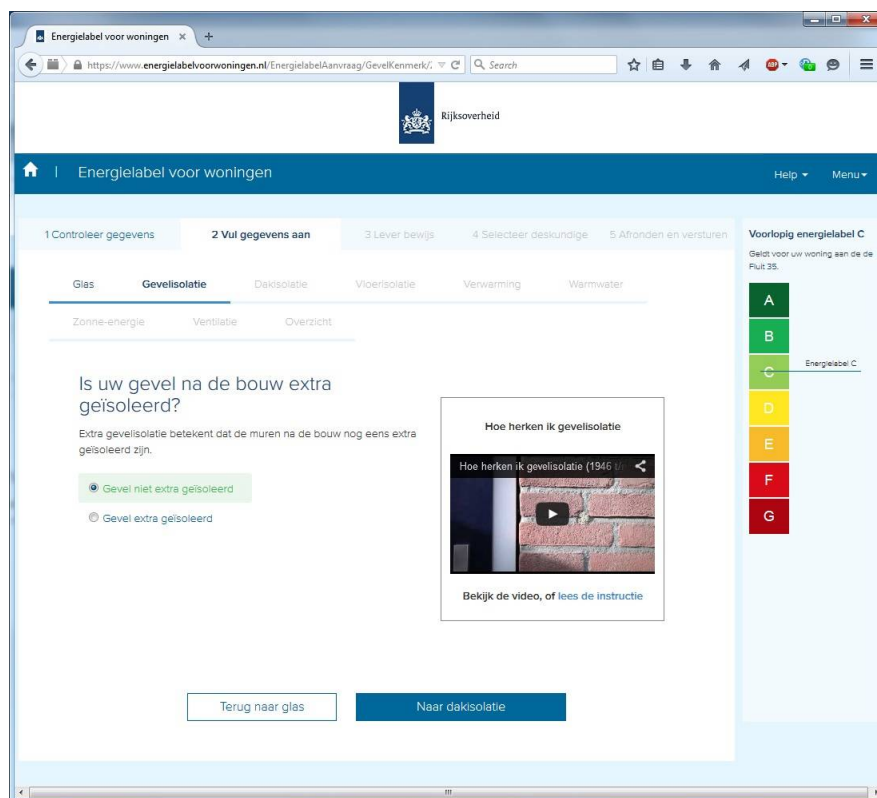 Energielabel voor woningen
https://www.energielabelvoorwoningen.nl/EnergielabelAanvraag/GevelKenmerk/
Search
ABP
Rijksoverheid
Energielabel voor woningen
Help
Menu
1 Controleer gegevens
2 Vul gegevens aan
3 Lever bewijs
4 Selecteer deskundige
5 Afronden en versturen
Glas
Gevelisolatie
Dakisolatie
Vloerisolatie
Verwarming
Warmwater
Zonne-energie
Ventilatie
Overzicht
Is uw gevel na de bouw extra
geïsoleerd?
Extra gevelisolatie betekent dat de muren na de bouw nog eens extra
geïsoleerd zijn.
Gevel niet extra geïsoleerd
Gevel extra geïsoleerd
Hoe herken ik gevelisolatie
Hoe herken ik gevelisolatie (1946 t/
Bekijk de video, of lees de instructie
Terug naar glas
Naar dakisolatie
Voorlopig energielabel C
Geldt voor uw woning aan de de
Fluit 35.
A
B
C
Energielabel C
D
E
F
G